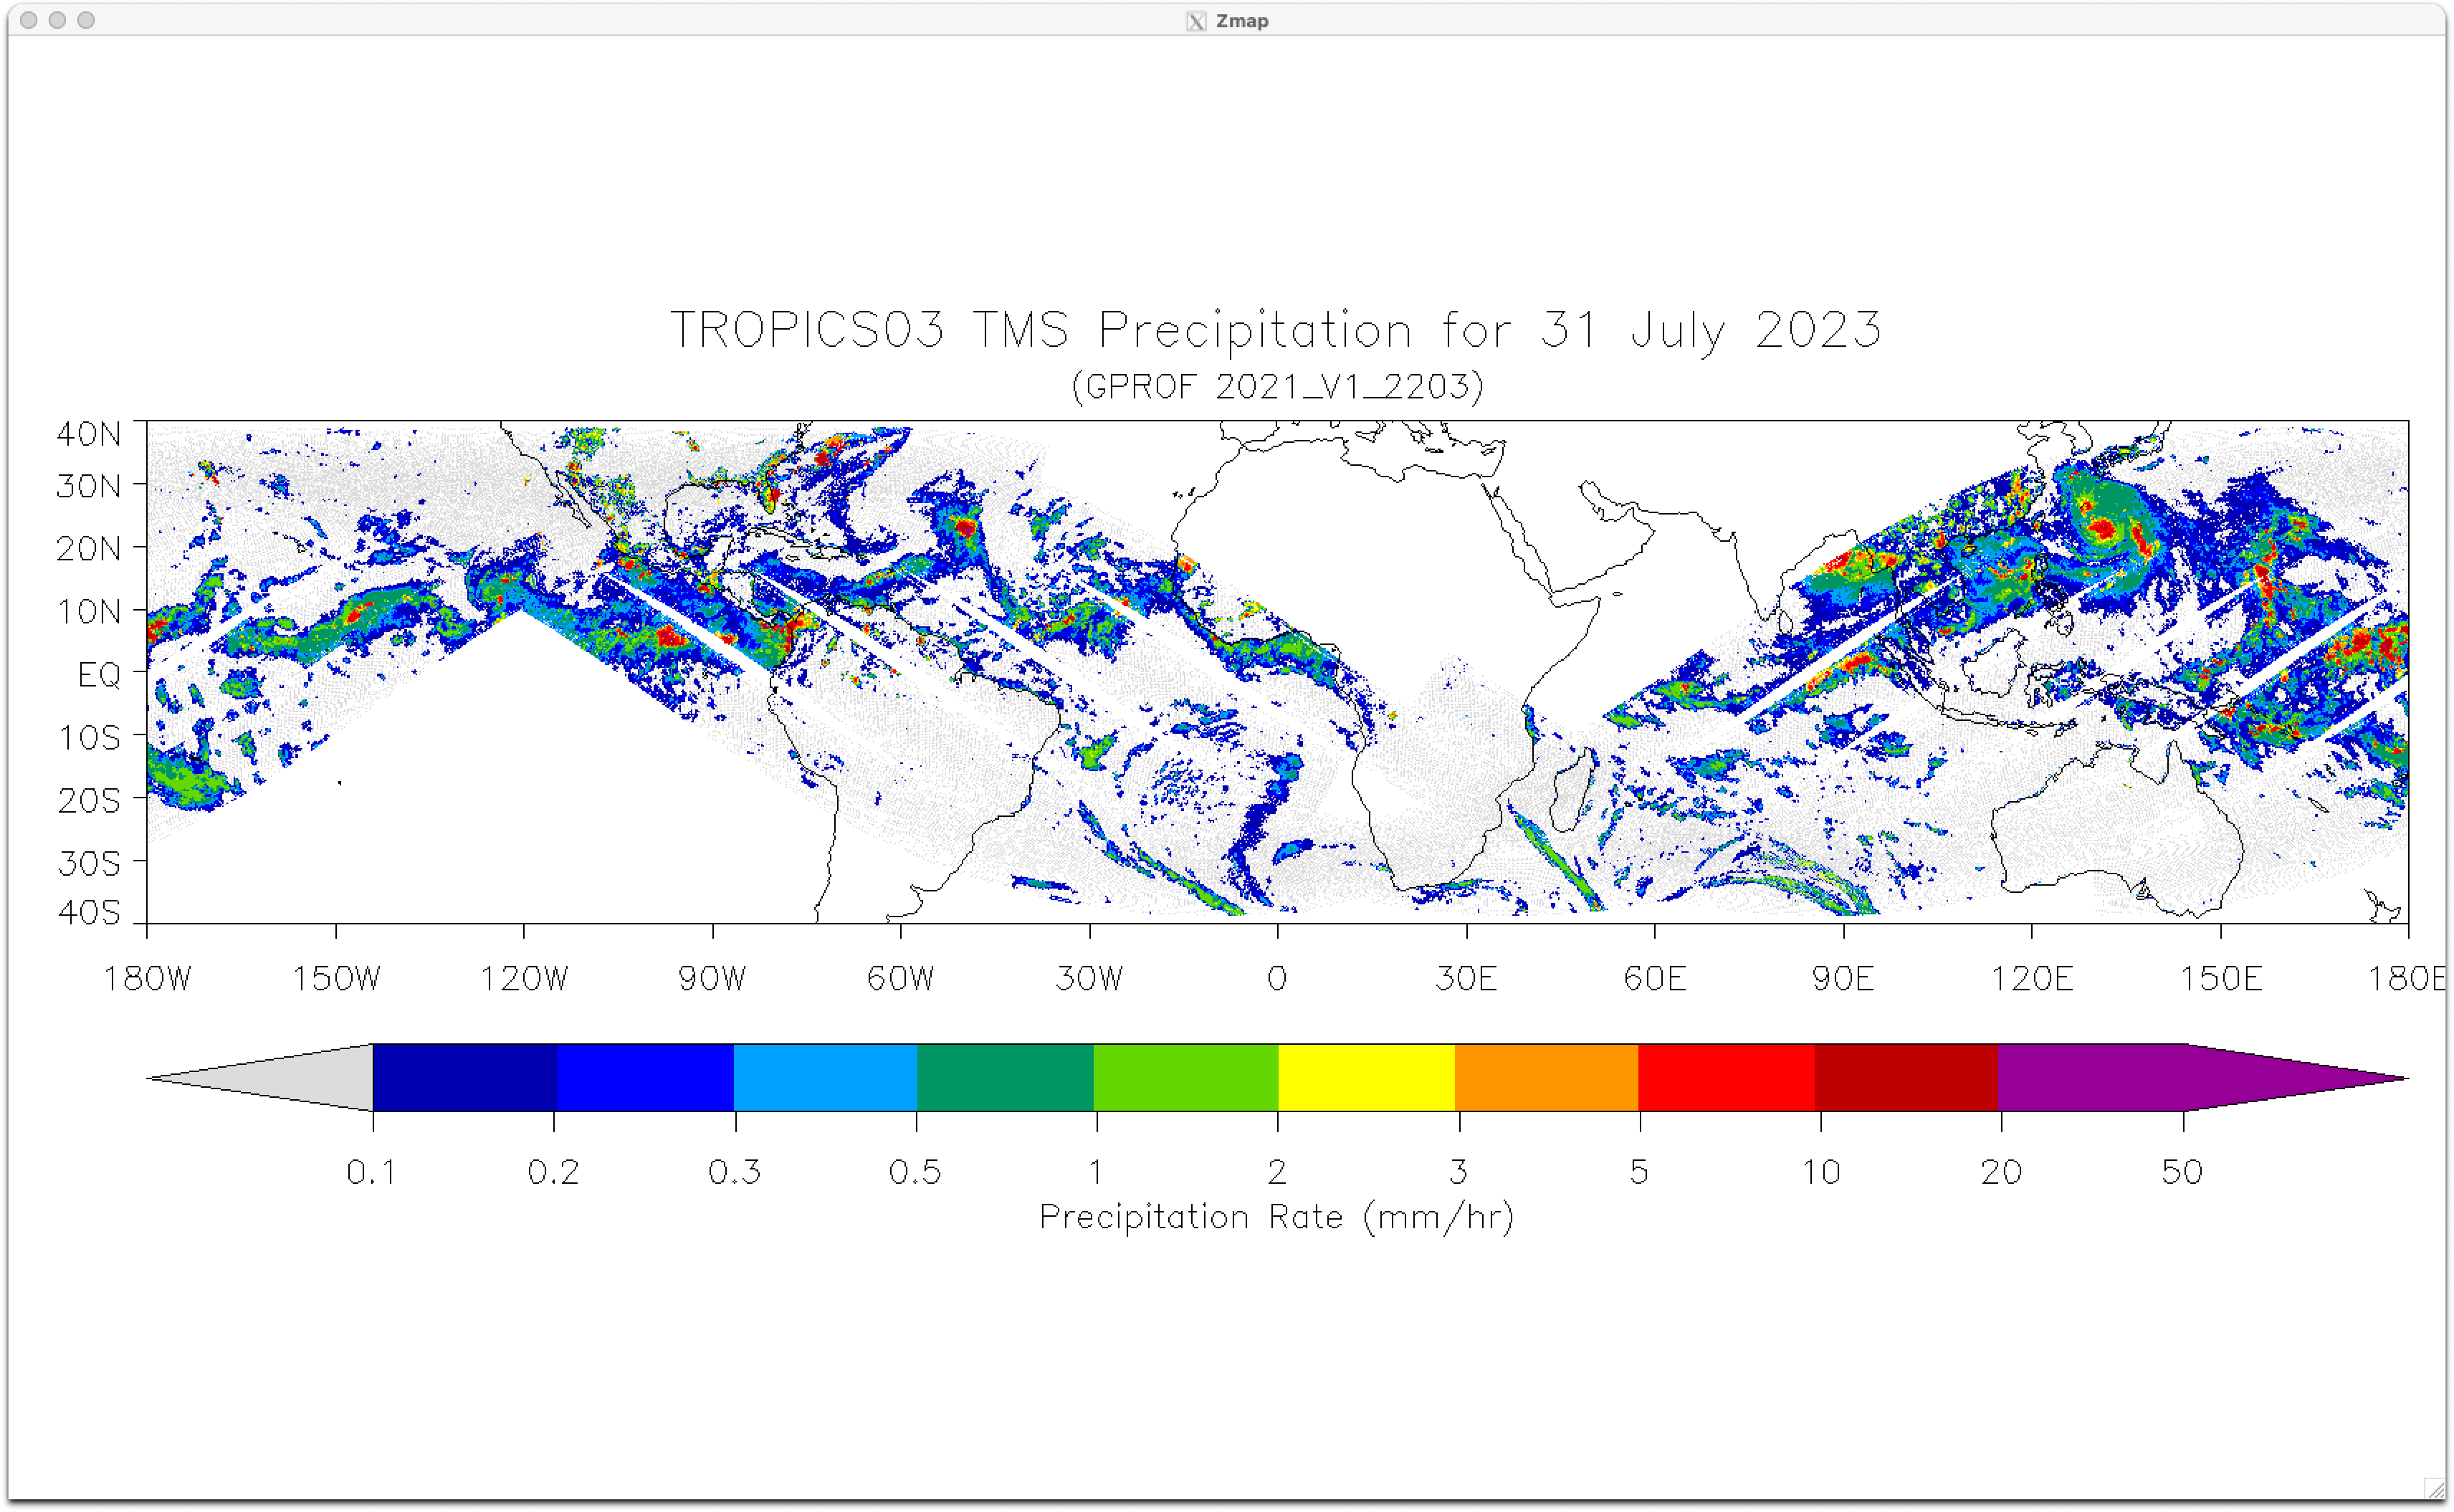 Zmap
TROPICS03 TMS Precipitation for 31 July 2023
(GPROF 2021_V1_2203)
40N
30N
20N
10N
EQ
10S
20S
30S
40S
180W 150W 120W 90W 60W 30W 0 30E 60E 90E 120E 150E 180E
0.1 0.2 0.3 0.5 1 2 3 5 10 20 50
Precipitation Rate (mm/hr)